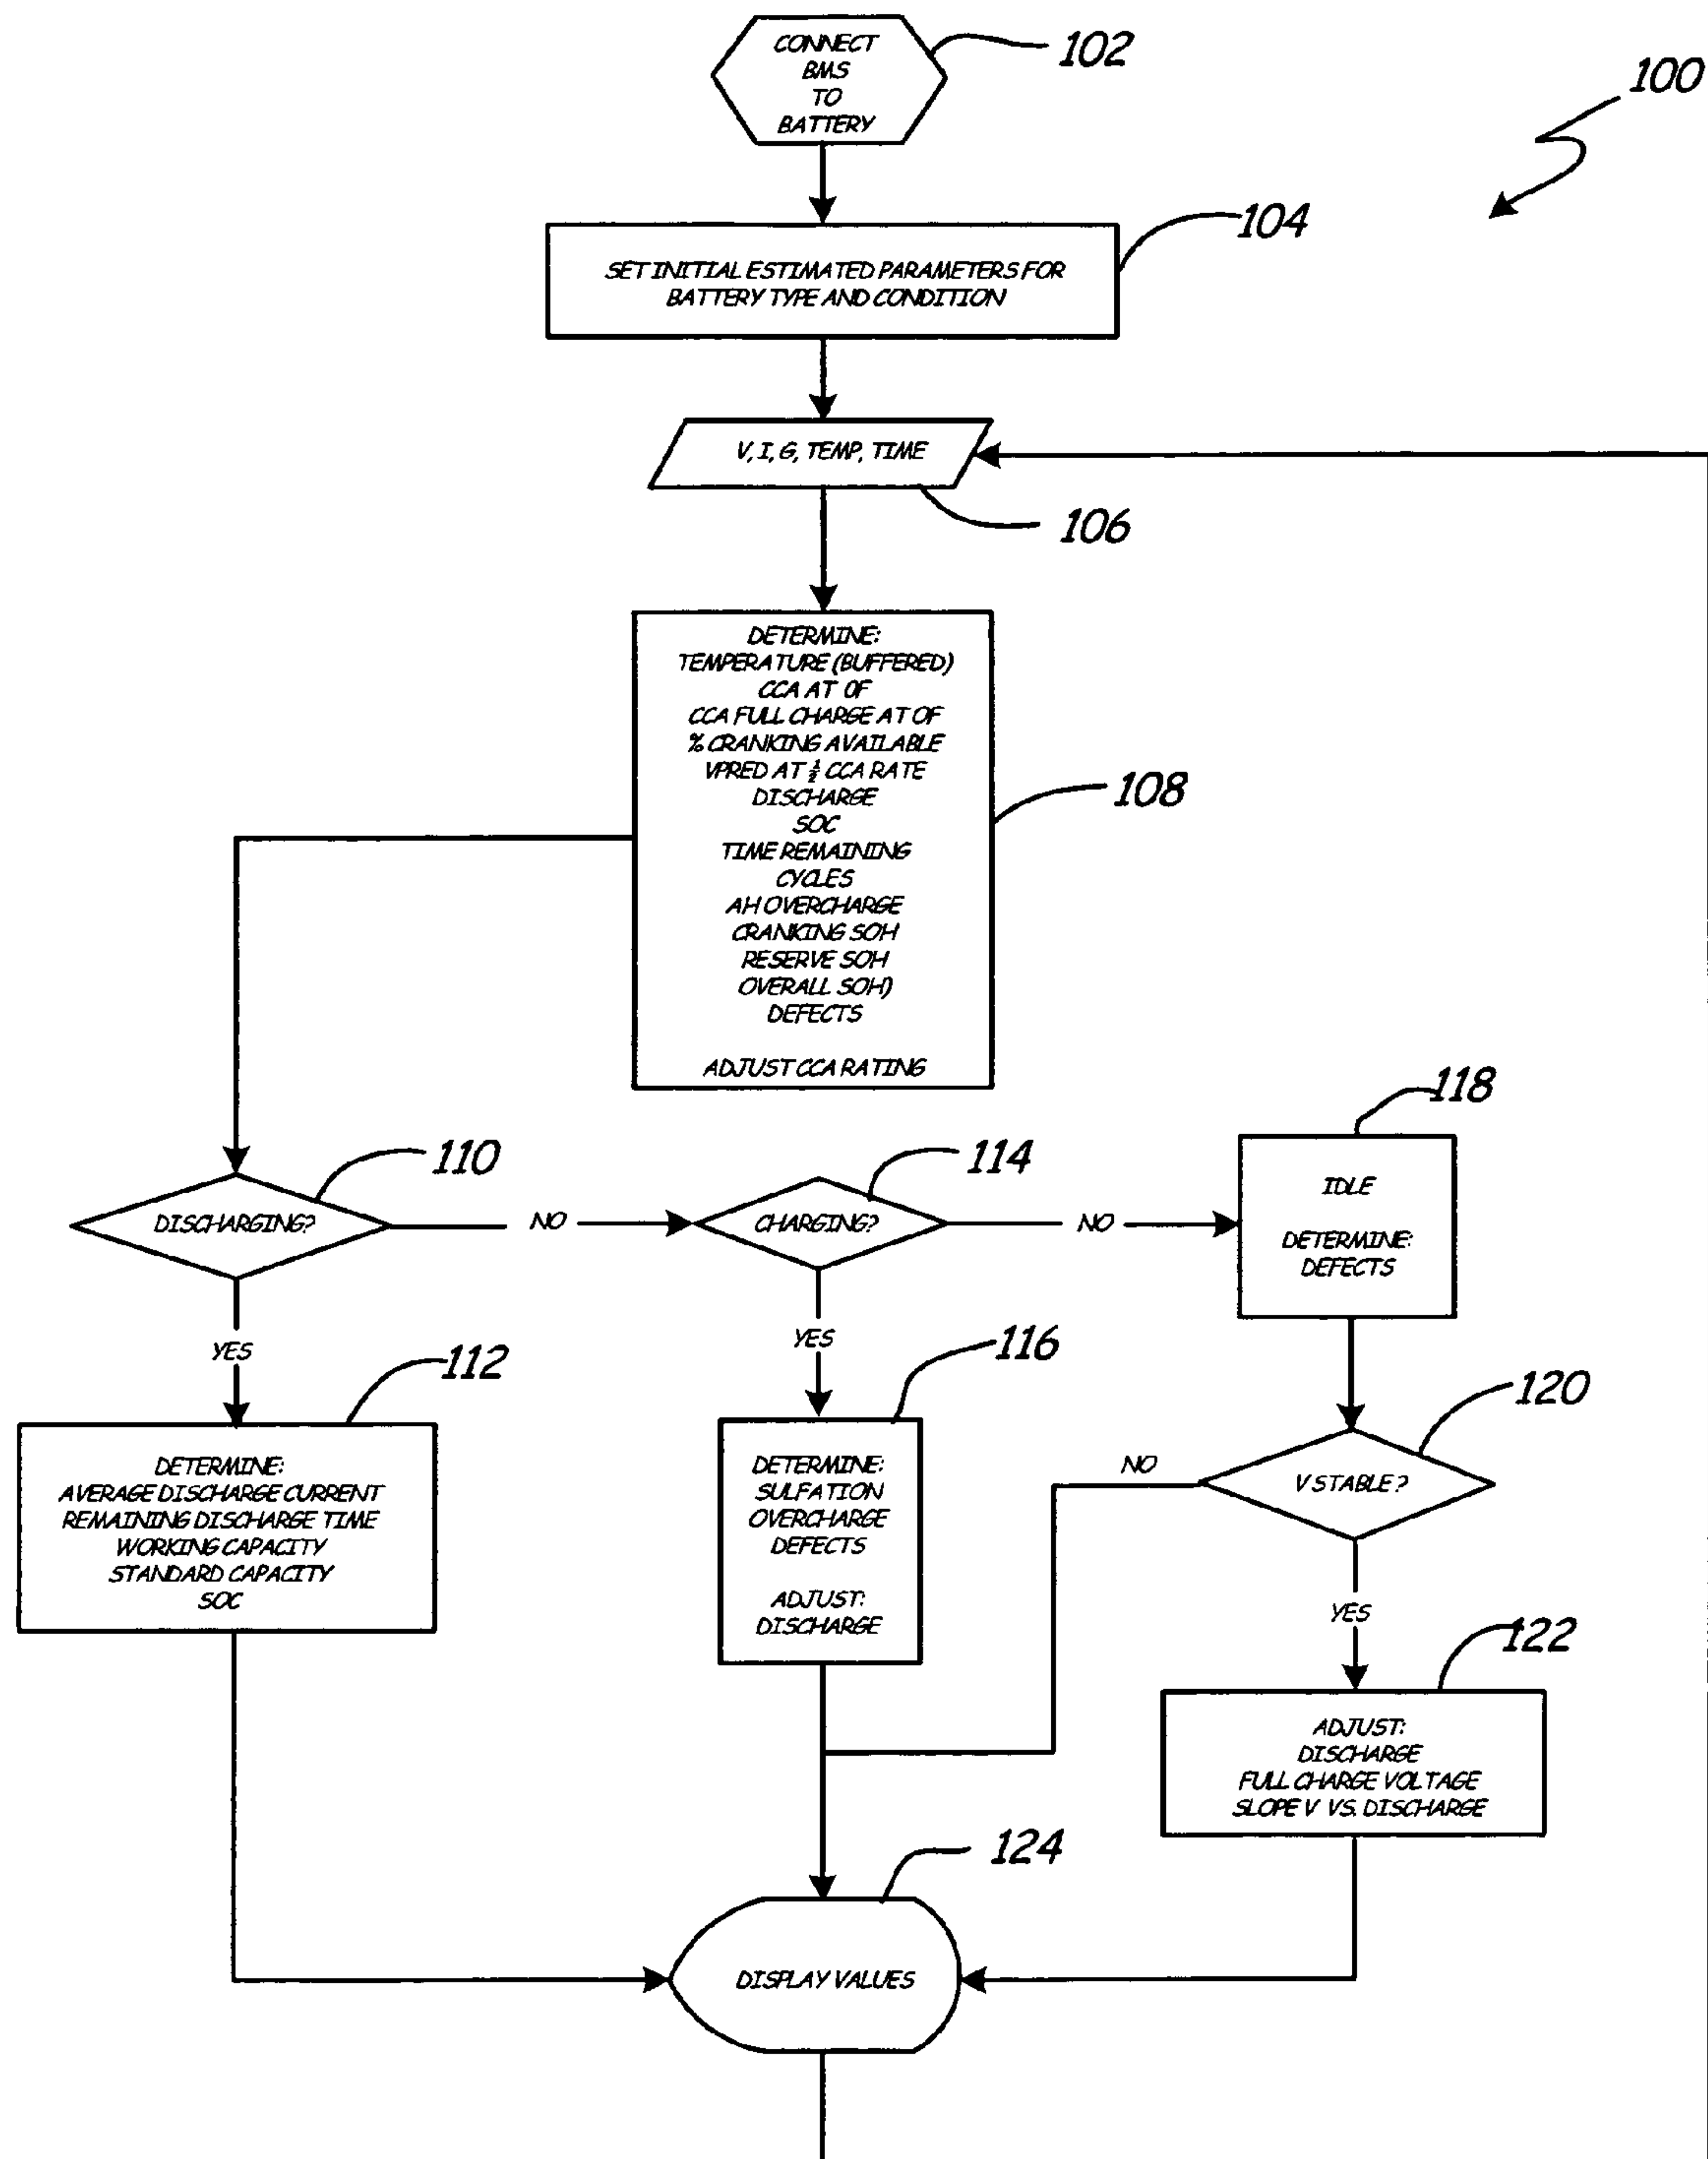 CONNECT
BMS
TO
BATTERY
102
100
SET INITIAL ESTIMATED PARAMETERS FOR
BATTERY TYPE AND CONDITION
104
V, I, G, TEMP, TIME
106
DETERMINE:
TEMPERATURE (BUFFERED)
CCA AT 0F
CCA FULL CHARGE AT 0F
% CRANKING AVAILABLE
VPRED AT ½ CCA RATE
DISCHARGE
SOC
TIME REMAINING
CYCLES
AH OVERCHARGE
CRANKING SOH
RESERVE SOH
OVERALL SOH)
DEFECTS
ADJUST CCA RATING
108
DISCHARGING?
110
NO
CHARGING?
114
NO
IDLE
DETERMINE:
DEFECTS
118
YES
YES
DETERMINE:
AVERAGE DISCHARGE CURRENT
REMAINING DISCHARGE TIME
WORKING CAPACITY
STANDARD CAPACITY
SOC
112
DETERMINE:
SULFATION
OVERCHARGE
DEFECTS
ADJUST:
DISCHARGE
116
NO
V STABLE?
120
YES
ADJUST:
DISCHARGE
FULL CHARGE VOLTAGE
SLOPE V VS. DISCHARGE
122
DISPLAY VALUES
124